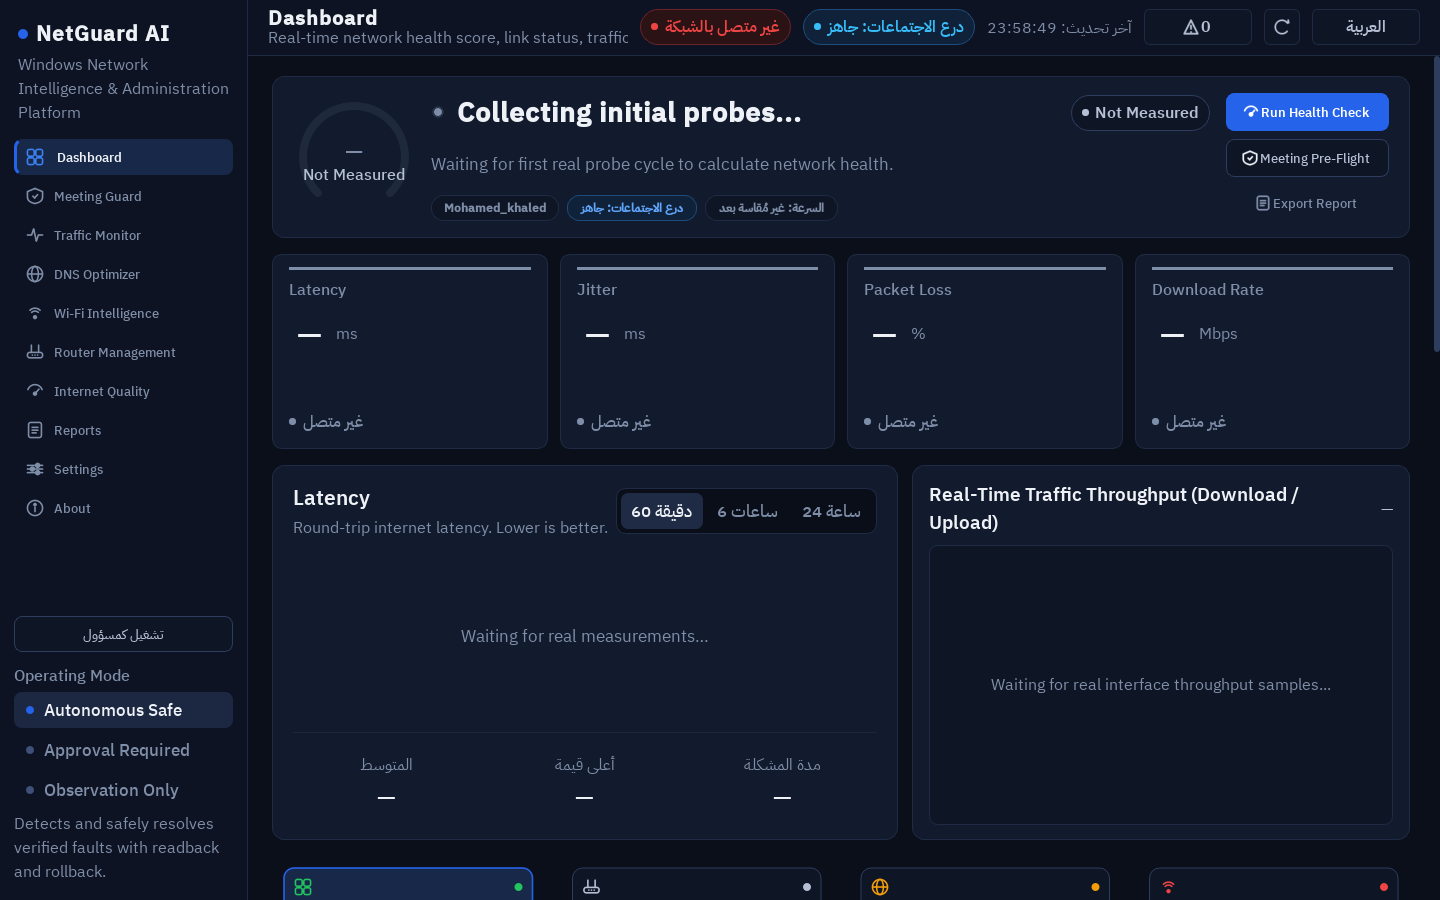 NetGuard AI
Windows Network
Intelligence & Administration
Platform
Dashboard
Meeting Guard
Traffic Monitor
DNS Optimizer
Wi-Fi Intelligence
Router Management
Internet Quality
Reports
Settings
About
تشغيل كمسؤول
Operating Mode
Autonomous Safe
Approval Required
Observation Only
Detects and safely resolves
verified faults with readback
and rollback.
Dashboard
Real-time network health score, link status, traffic
غير متصل بالشبكة
درع الاجتماعات: جاهز
آخر تحديث: 23:58:49
0
العربية
—
Not Measured
Collecting initial probes...
Not Measured
Waiting for first real probe cycle to calculate network health.
Mohamed_khaled
درع الاجتماعات: جاهز
السرعة: غير مُقاسة بعد
Run Health Check
Meeting Pre-Flight
Export Report
Latency
— ms
غير متصل
Jitter
— ms
غير متصل
Packet Loss
— %
غير متصل
Download Rate
— Mbps
غير متصل
Latency
Round-trip internet latency. Lower is better.
60 دقيقة
6 ساعات
24 ساعة
Waiting for real measurements...
المتوسط
—
أعلى قيمة
—
مدة المشكلة
—
Real-Time Traffic Throughput (Download /
Upload)
—
Waiting for real interface throughput samples...